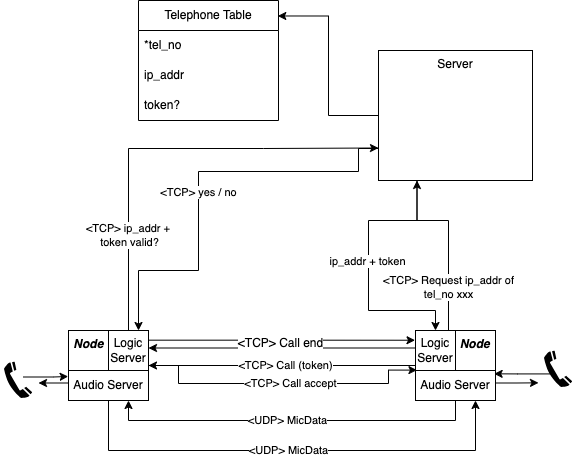 Telephone Table
*tel_no
ip_addr
token?
Server
<TCP> yes / no
<TCP> ip_addr +
token valid?
ip_addr + token
<TCP> Request ip_addr of
tel_no xxx
Node
Logic
Server
Audio Server
<TCP> Call end
<TCP> Call (token)
<TCP> Call accept
Logic
Server
Node
Audio Server
<UDP> MicData
<UDP> MicData